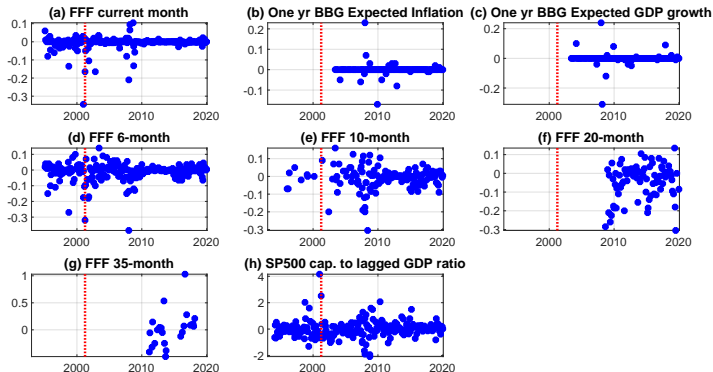 (a) FFF current month
0.1
0
-0.1
-0.2
-0.3
2000 2010 2020
(b) One yr BBG Expected Inflation
0.2
0.1
0
-0.1
2000 2010 2020
(c) One yr BBG Expected GDP growth
0.2
0
-0.2
2000 2010 2020
(d) FFF 6-month
0.1
0
-0.1
-0.2
-0.3
2000 2010 2020
(e) FFF 10-month
0.1
0
-0.1
-0.2
-0.3
2000 2010 2020
(f) FFF 20-month
0.1
0
-0.1
-0.2
-0.3
2000 2010 2020
(g) FFF 35-month
1
0.5
0
2000 2010 2020
(h) SP500 cap. to lagged GDP ratio
4
2
0
-2
2000 2010 2020